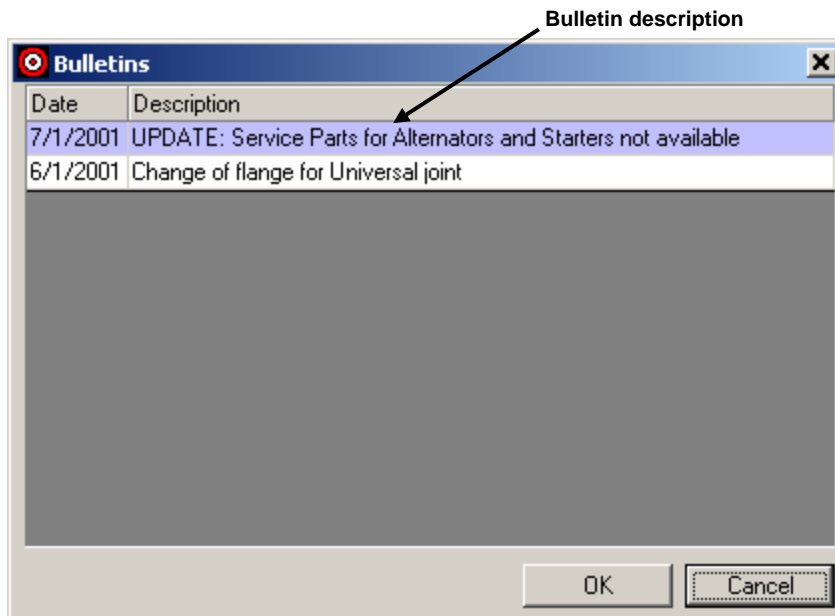 Bulletin description
Bulletins
Date Description
7/1/2001 UPDATE: Service Parts for Alternators and Starters not available
6/1/2001 Change of flange for Universal joint
OK Cancel